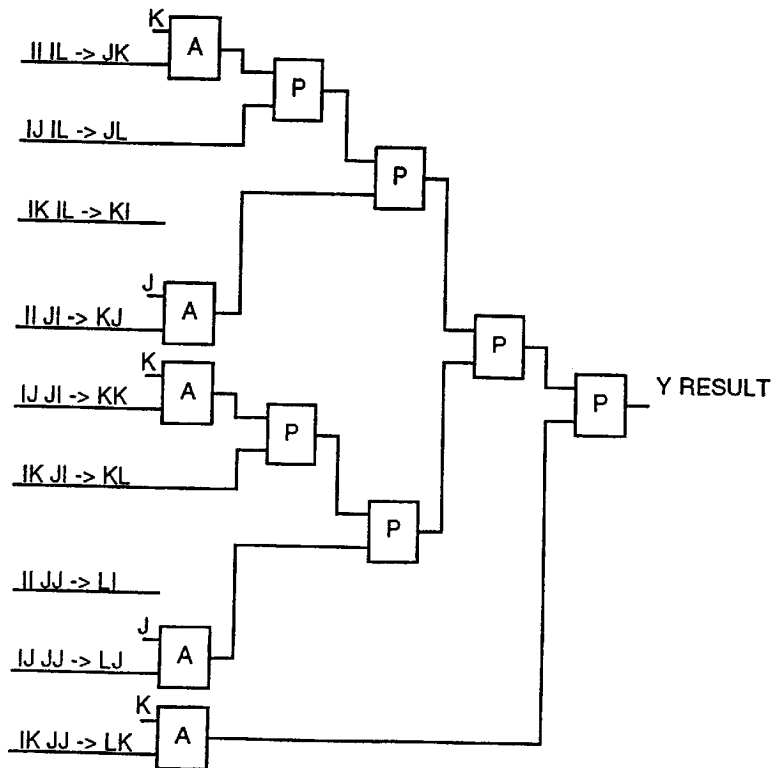 K
A
II IL -> JK
P
IJ IL -> JL
P
IK IL -> KI
J
A
II JI -> KJ
P
K
A
IJ JI -> KK
Y RESULT
P
P
IK JI -> KL
P
II JJ -> LI
J
A
IJ JJ -> LJ
K
A
IK JJ -> LK